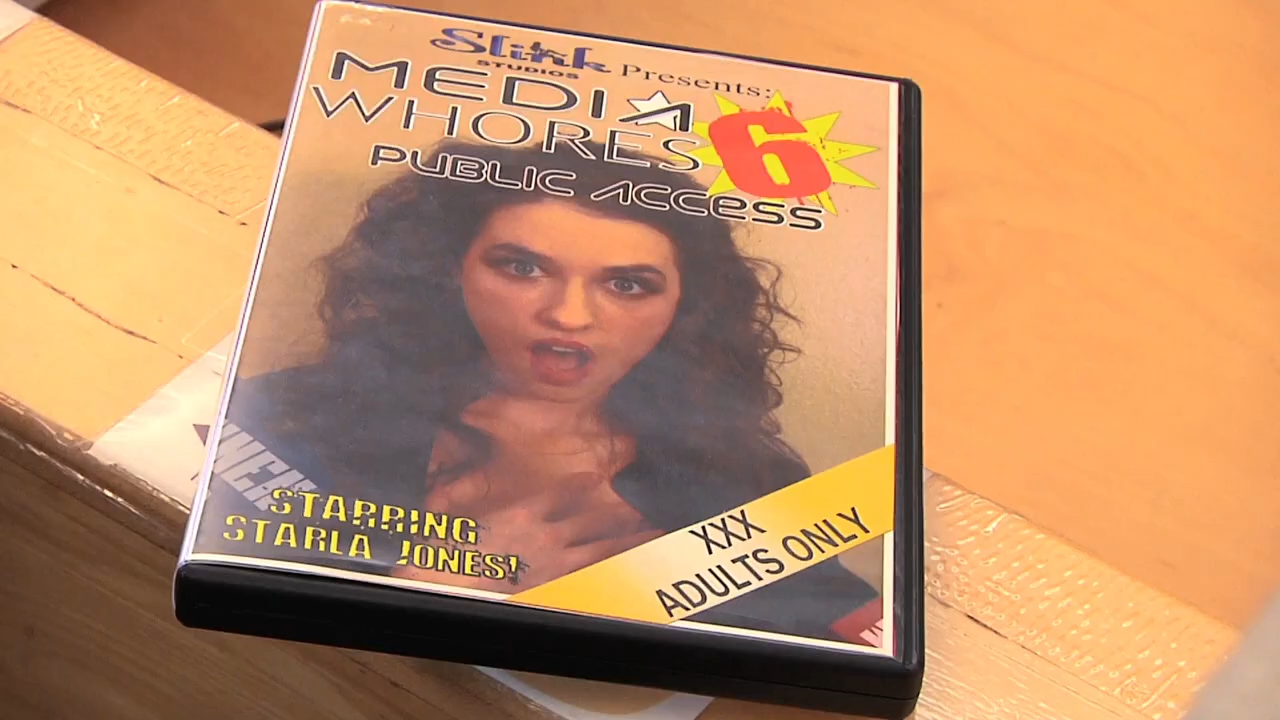 Slink
STUDIOS
Presents:
MEDIA
WHORES 6
PUBLIC ACCESS
STARRING
STARLA JONES!
XXX
ADULTS ONLY